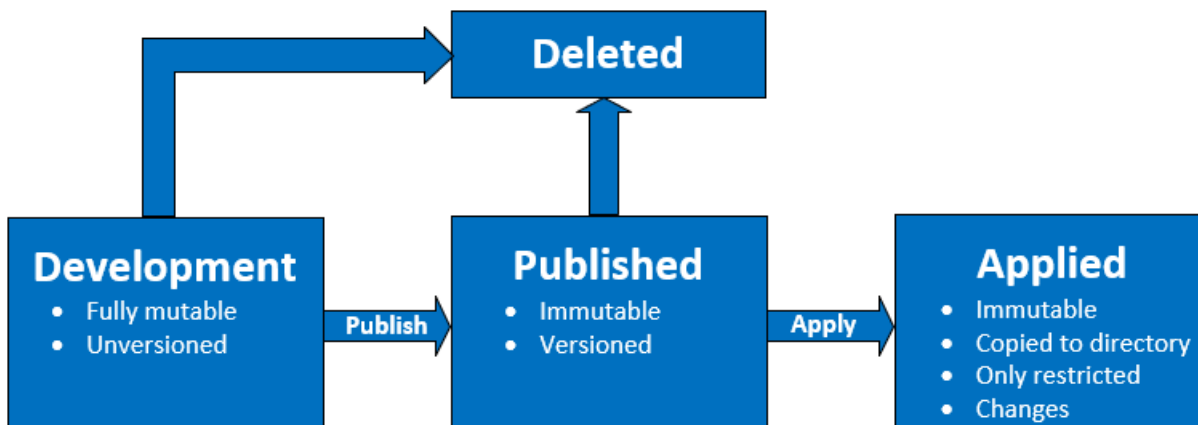 Deleted
Development
• Fully mutable
• Unversioned
Publish
Published
• Immutable
• Versioned
Apply
Applied
• Immutable
• Copied to directory
• Only restricted
• Changes